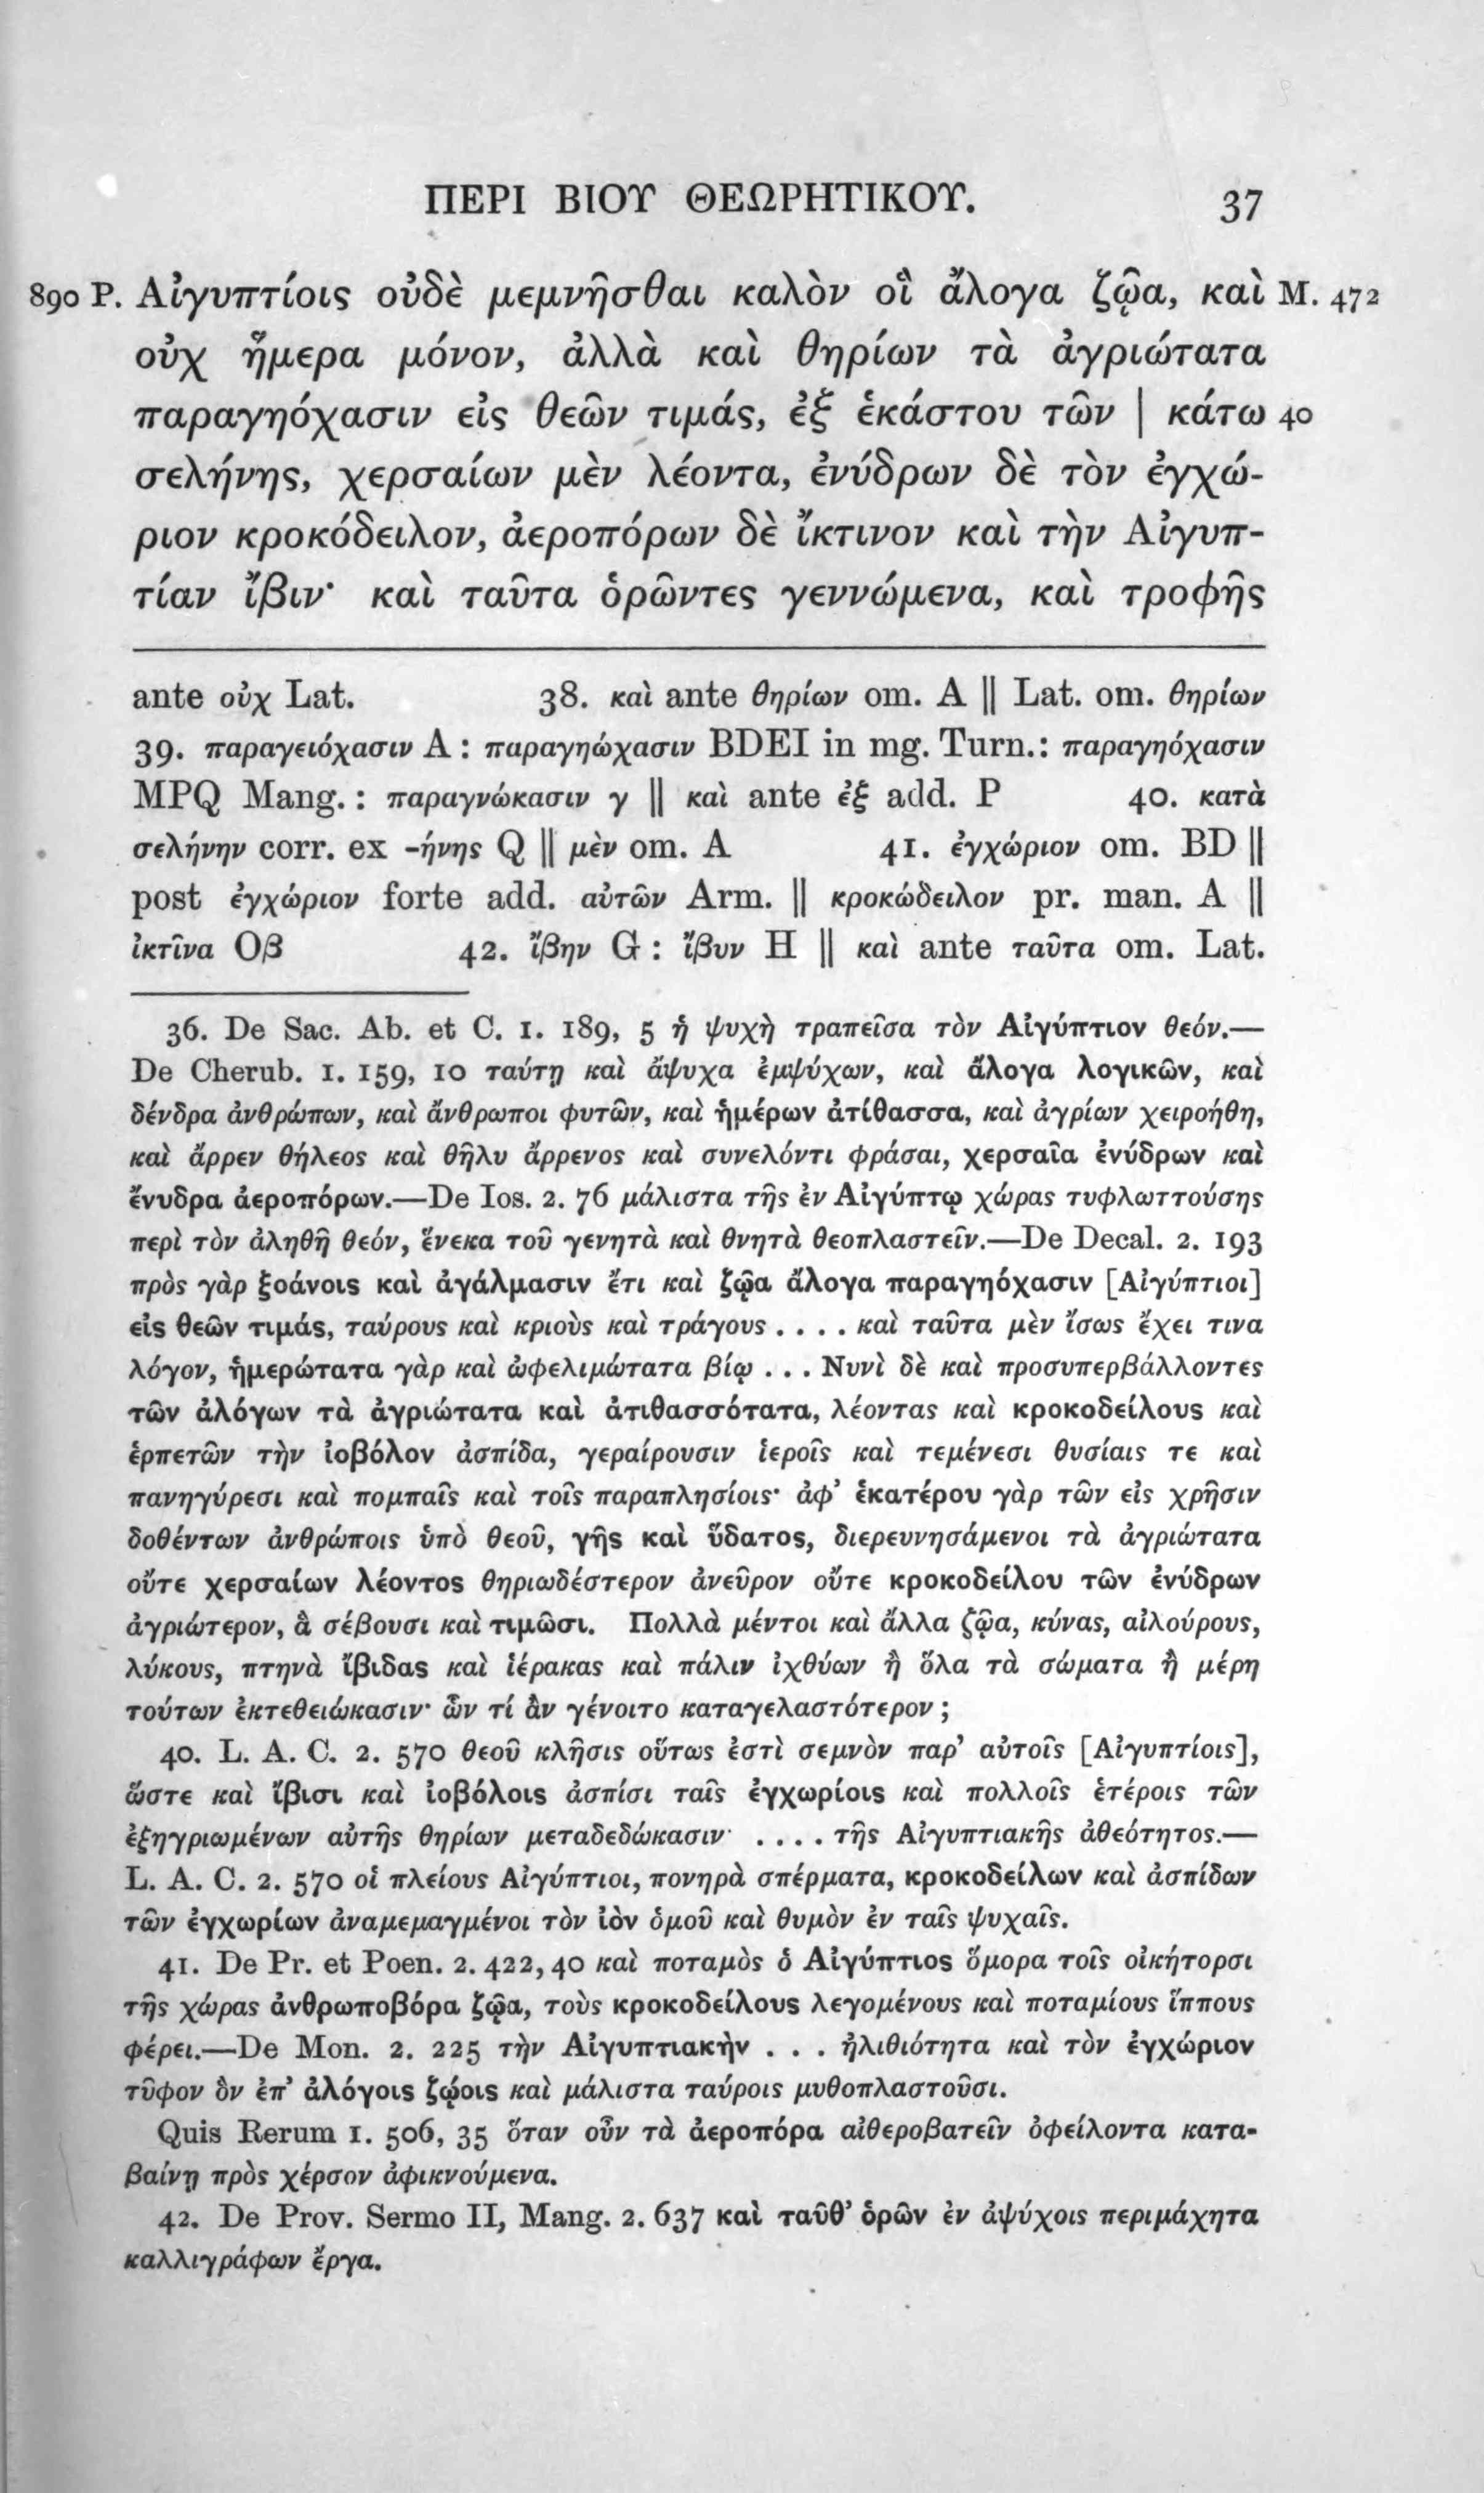 ΠΕΡΙ ΒΙΟΥ ΘΕΩΡΗΤΙΚΟΥ. 37
890 P. Αἰγυπτίοις οὐδὲ μεμνῆσθαι καλὸν οἳ ἄλογα ζῷα, καὶ M. 472
οὐχ ἥμερα μόνον, ἀλλὰ καὶ θηρίων τὰ ἀγριώτατα
παραγηόχασιν εἰς θεῶν τιμάς, ἐξ ἑκάστου τῶν | κάτω 40
σελήνης, χερσαίων μὲν λέοντα, ἐνύδρων δὲ τὸν ἐγχώ-
ριον κροκόδειλον, ἀεροπόρων δὲ ἴκτινον καὶ τὴν Αἰγυπ-
τίαν ἴβιν· καὶ ταῦτα ὁρῶντες γεννώμενα, καὶ τροφῆς
ante οὐχ Lat. 38. καὶ ante θηρίων om. A || Lat. om. θηρίων
39. παραγειόχασιν A : παραγηώχασιν BDEI in mg. Turn.: παραγηόχασιν
MPQ Mang.: παραγνώκασιν γ || καὶ ante ἐξ add. P 40. κατὰ
σελήνην corr. ex -ήνης Q || μὲν om. A 41. ἐγχώριον om. BD ||
post ἐγχώριον forte add. αὐτῶν Arm. || κροκώδειλον pr. man. A ||
ἰκτῖνα Oβ 42. ἴβην G : ἴβυν H || καὶ ante ταῦτα om. Lat.
36. De Sac. Ab. et C. 1. 189, 5 ἡ ψυχὴ τραπεῖσα τὸν Αἰγύπτιον θεόν.—
De Cherub. 1. 159, 10 ταύτῃ καὶ ἄψυχα ἐμψύχων, καὶ ἄλογα λογικῶν, καὶ
δένδρα ἀνθρώπων, καὶ ἄνθρωποι φυτῶν, καὶ ἡμέρων ἀτίθασσα, καὶ ἀγρίων χειροήθη,
καὶ ἄρρεν θήλεος καὶ θῆλυ ἄρρενος καὶ συνελόντι φράσαι, χερσαῖα ἐνύδρων καὶ
ἔνυδρα ἀεροπόρων.—De Ios. 2. 76 μάλιστα τῆς ἐν Αἰγύπτῳ χώρας τυφλωττούσης
περὶ τὸν ἀληθῆ θεόν, ἕνεκα τοῦ γενητὰ καὶ θνητὰ θεοπλαστεῖν.—De Decal. 2. 193
πρὸς γὰρ ξοάνοις καὶ ἀγάλμασιν ἔτι καὶ ζῷα ἄλογα παραγηόχασιν [Αἰγύπτιοι]
εἰς θεῶν τιμάς, ταύρους καὶ κριοὺς καὶ τράγους . . . . καὶ ταῦτα μὲν ἴσως ἔχει τινα
λόγον, ἡμερώτατα γὰρ καὶ ὠφελιμώτατα βίῳ . . . Νυνὶ δὲ καὶ προσυπερβάλλοντες
τῶν ἀλόγων τὰ ἀγριώτατα καὶ ἀτιθασσότατα, λέοντας καὶ κροκοδείλους καὶ
ἑρπετῶν τὴν ἰοβόλον ἀσπίδα, γεραίρουσιν ἱεροῖς καὶ τεμένεσι θυσίαις τε καὶ
πανηγύρεσι καὶ πομπαῖς καὶ τοῖς παραπλησίοις· ἀφ’ ἑκατέρου γὰρ τῶν εἰς χρῆσιν
δοθέντων ἀνθρώποις ὑπὸ θεοῦ, γῆς καὶ ὕδατος, διερευνησάμενοι τὰ ἀγριώτατα
οὔτε χερσαίων λέοντος θηριωδέστερον ἀνεῦρον οὔτε κροκοδείλου τῶν ἐνύδρων
ἀγριώτερον, ἃ σέβουσι καὶ τιμῶσι. Πολλὰ μέντοι καὶ ἄλλα ζῷα, κύνας, αἰλούρους,
λύκους, πτηνὰ ἴβιδας καὶ ἱέρακας καὶ πάλιν ἰχθύων ἢ ὅλα τὰ σώματα ἢ μέρη
τούτων ἐκτεθειώκασιν· ὧν τί ἂν γένοιτο καταγελαστότερον ;
40. L. A. C. 2. 570 θεοῦ κλῆσις οὕτως ἐστὶ σεμνὸν παρ’ αὐτοῖς [Αἰγυπτίοις],
ὥστε καὶ ἴβισι καὶ ἰοβόλοις ἀσπίσι ταῖς ἐγχωρίοις καὶ πολλοῖς ἑτέροις τῶν
ἐξηγριωμένων αὐτῆς θηρίων μεταδεδώκασιν· . . . . τῆς Αἰγυπτιακῆς ἀθεότητος.—
L. A. C. 2. 570 οἱ πλείους Αἰγύπτιοι, πονηρὰ σπέρματα, κροκοδείλων καὶ ἀσπίδων
τῶν ἐγχωρίων ἀναμεμαγμένοι τὸν ἰὸν ὁμοῦ καὶ θυμὸν ἐν ταῖς ψυχαῖς.
41. De Pr. et Poen. 2. 422, 40 καὶ ποταμὸς ὁ Αἰγύπτιος ὅμορα τοῖς οἰκήτορσι
τῆς χώρας ἀνθρωποβόρα ζῷα, τοὺς κροκοδείλους λεγομένους καὶ ποταμίους ἵππους
φέρει.—De Mon. 2. 225 τὴν Αἰγυπτιακὴν . . . ἠλιθιότητα καὶ τὸν ἐγχώριον
τῦφον ὃν ἐπ’ ἀλόγοις ζῴοις καὶ μάλιστα ταύροις μυθοπλαστοῦσι.
Quis Rerum 1. 506, 35 ὅταν οὖν τὰ ἀεροπόρα αἰθεροβατεῖν ὀφείλοντα κατα-
βαίνῃ πρὸς χέρσον ἀφικνούμενα.
42. De Prov. Sermo II, Mang. 2. 637 καὶ ταῦθ’ ὁρῶν ἐν ἀψύχοις περιμάχητα
καλλιγράφων ἔργα.